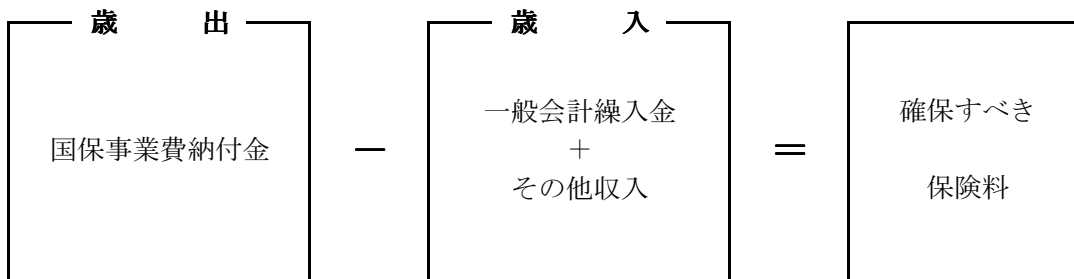 歳 出
国保事業費納付金
－
歳 入
一般会計繰入金
＋
その他収入
＝
確保すべき
保険料